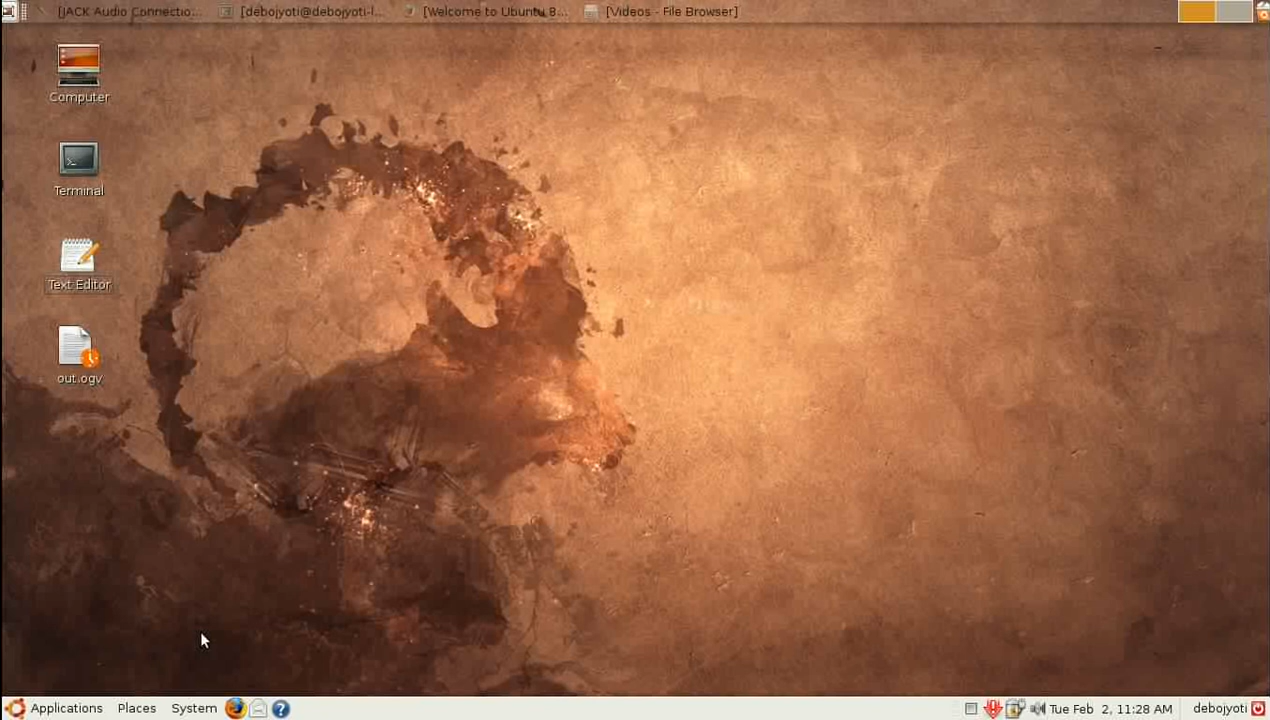 [JACK Audio Connectio...
[debojyoti@debojyoti-l...
[Welcome to Ubuntu 8...
[Videos - File Browser]
Computer
Terminal
Text Editor
out.ogv
Applications Places System
Tue Feb 2, 11:28 AM
debojyoti